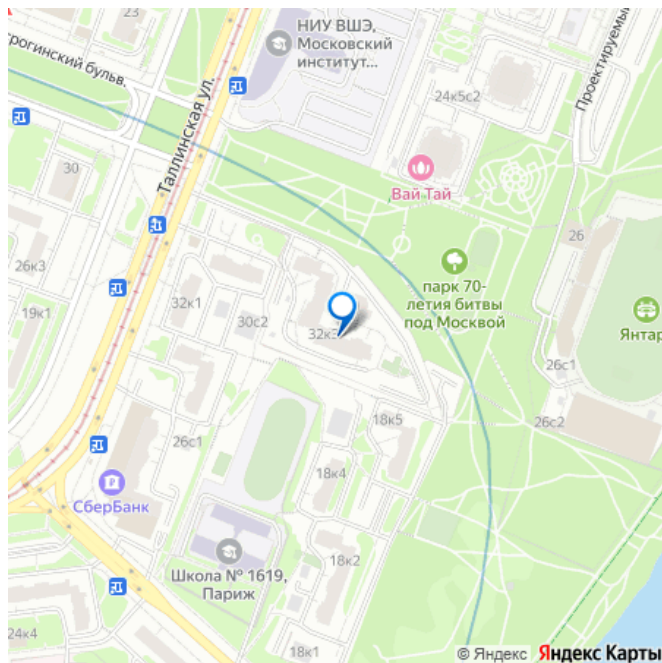 23
НИУ ВШЭ,
Московский
институт...
рогинский бульв.
Таллинская ул.
Проектируемый
24к5с2
30
Вай Тай
26
26к3
парк 70-
летия битвы
под Москвой
32к1
19к1
30с2
32к3
Янтар
26с1
18к5
26с2
26с1
18к4
СберБанк
18к2
Школа № 1619,
Париж
24к4
18к1
© Яндекс Яндекс Карты